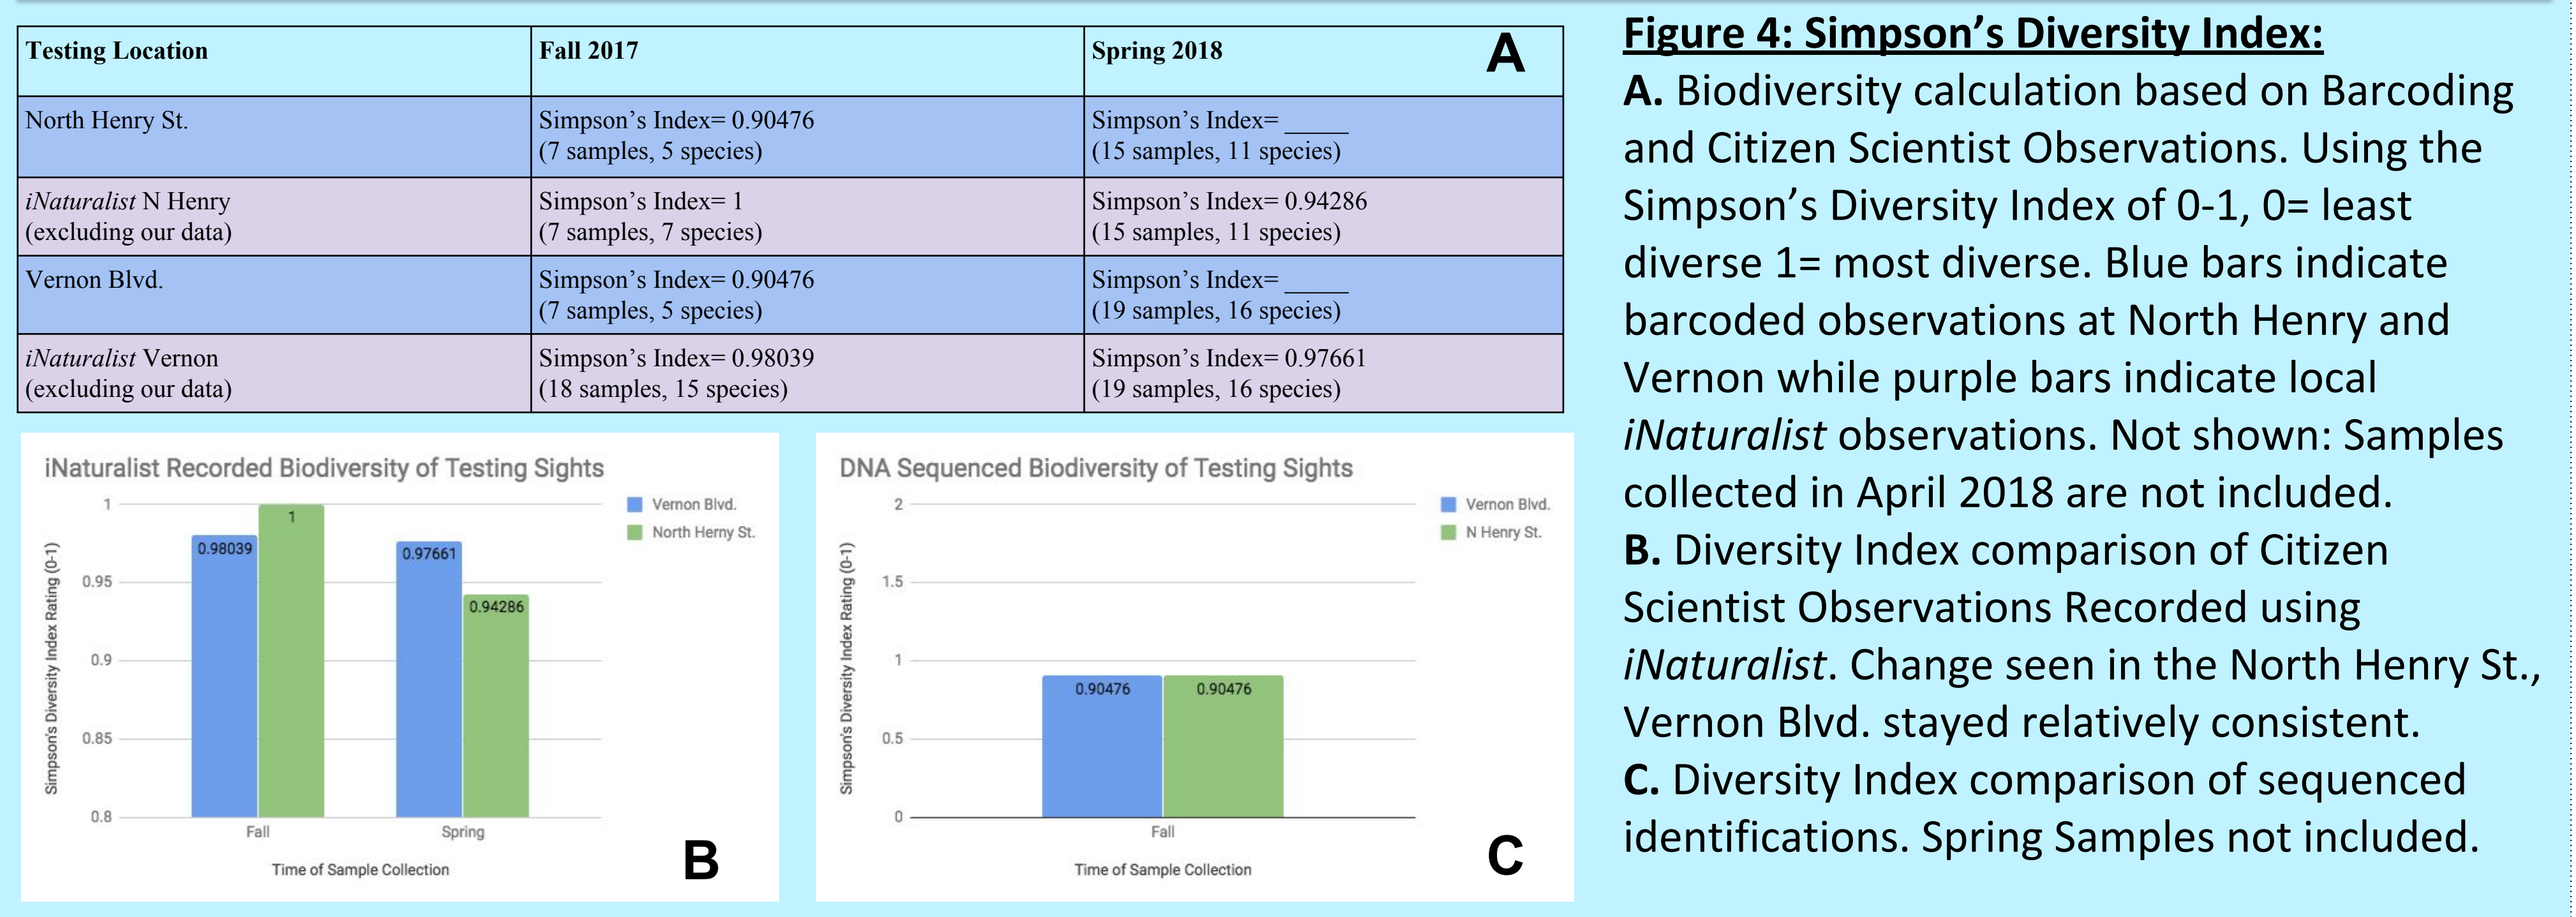 Testing Location
Fall 2017
Spring 2018
A
North Henry St.
Simpson's Index= 0.90476
(7 samples, 5 species)
Simpson's Index= _____
(15 samples, 11 species)
iNaturalist N Henry
(excluding our data)
Simpson's Index= 1
(7 samples, 7 species)
Simpson's Index= 0.94286
(15 samples, 11 species)
Vernon Blvd.
Simpson's Index= 0.90476
(7 samples, 5 species)
Simpson's Index= _____
(19 samples, 16 species)
iNaturalist Vernon
(excluding our data)
Simpson's Index= 0.98039
(18 samples, 15 species)
Simpson's Index= 0.97661
(19 samples, 16 species)
iNaturalist Recorded Biodiversity of Testing Sights
Simpson's Diversity Index Rating (0-1)
1
0.95
0.9
0.85
0.8
0.98039
1
0.97661
0.94286
Fall
Spring
Time of Sample Collection
Vernon Blvd.
North Herny St.
B
DNA Sequenced Biodiversity of Testing Sights
Simpson's Diversity Index Rating (0-1)
2
1.5
1
0.5
0
0.90476
0.90476
Fall
Time of Sample Collection
Vernon Blvd.
N Henry St.
C
Figure 4: Simpson's Diversity Index:
A. Biodiversity calculation based on Barcoding
and Citizen Scientist Observations. Using the
Simpson's Diversity Index of 0-1, 0= least
diverse 1= most diverse. Blue bars indicate
barcoded observations at North Henry and
Vernon while purple bars indicate local
iNaturalist observations. Not shown: Samples
collected in April 2018 are not included.
B. Diversity Index comparison of Citizen
Scientist Observations Recorded using
iNaturalist. Change seen in the North Henry St.,
Vernon Blvd. stayed relatively consistent.
C. Diversity Index comparison of sequenced
identifications. Spring Samples not included.